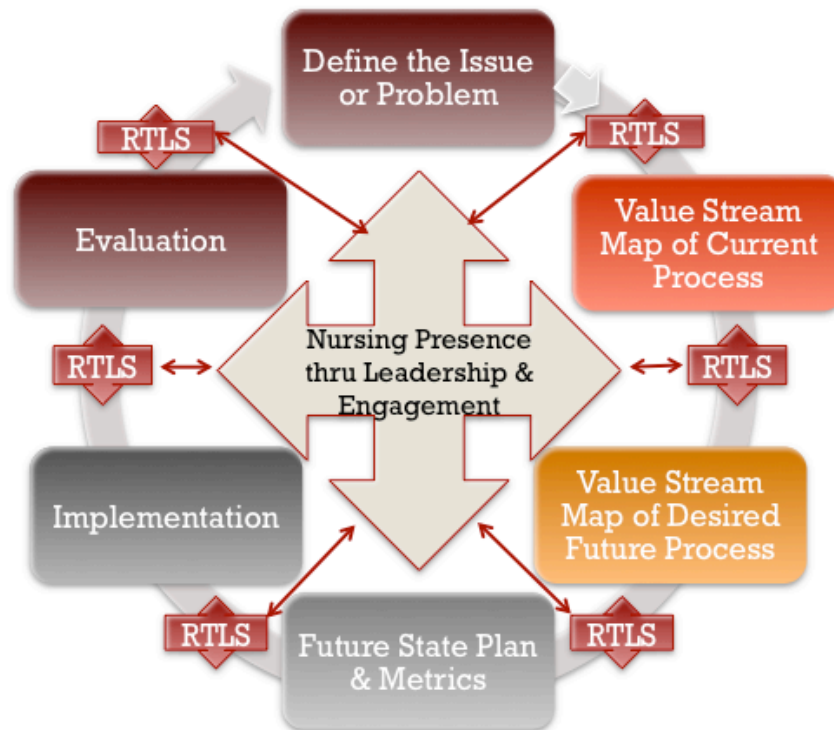 Define the Issue
or Problem
RTLS
RTLS
Evaluation
Value Stream
Map of Current
Process
Nursing Presence
thru Leadership &
Engagement
RTLS
RTLS
Implementation
Value Stream
Map of Desired
Future Process
RTLS
RTLS
Future State Plan
& Metrics